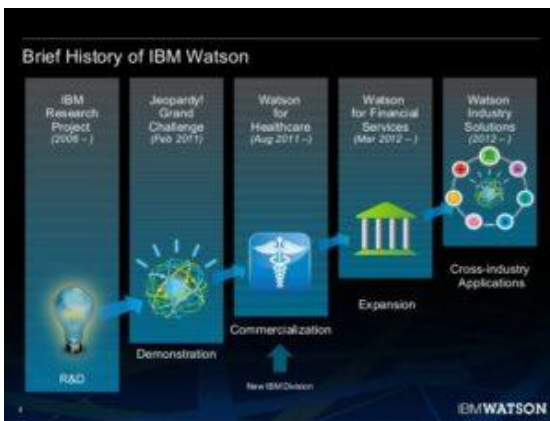 Brief History of IBM Watson
IBM
Research
Project
(2006 – )
Jeopardy!
Grand
Challenge
(Feb 2011)
Watson
for
Healthcare
(Aug 2011 –)
Watson
for Financial
Services
(Mar 2012 – )
Watson
Industry
Solutions
(2012 – )
R&D
Demonstration
Commercialization
New IBM Division
Expansion
Cross-industry
Applications
IBMWATSON